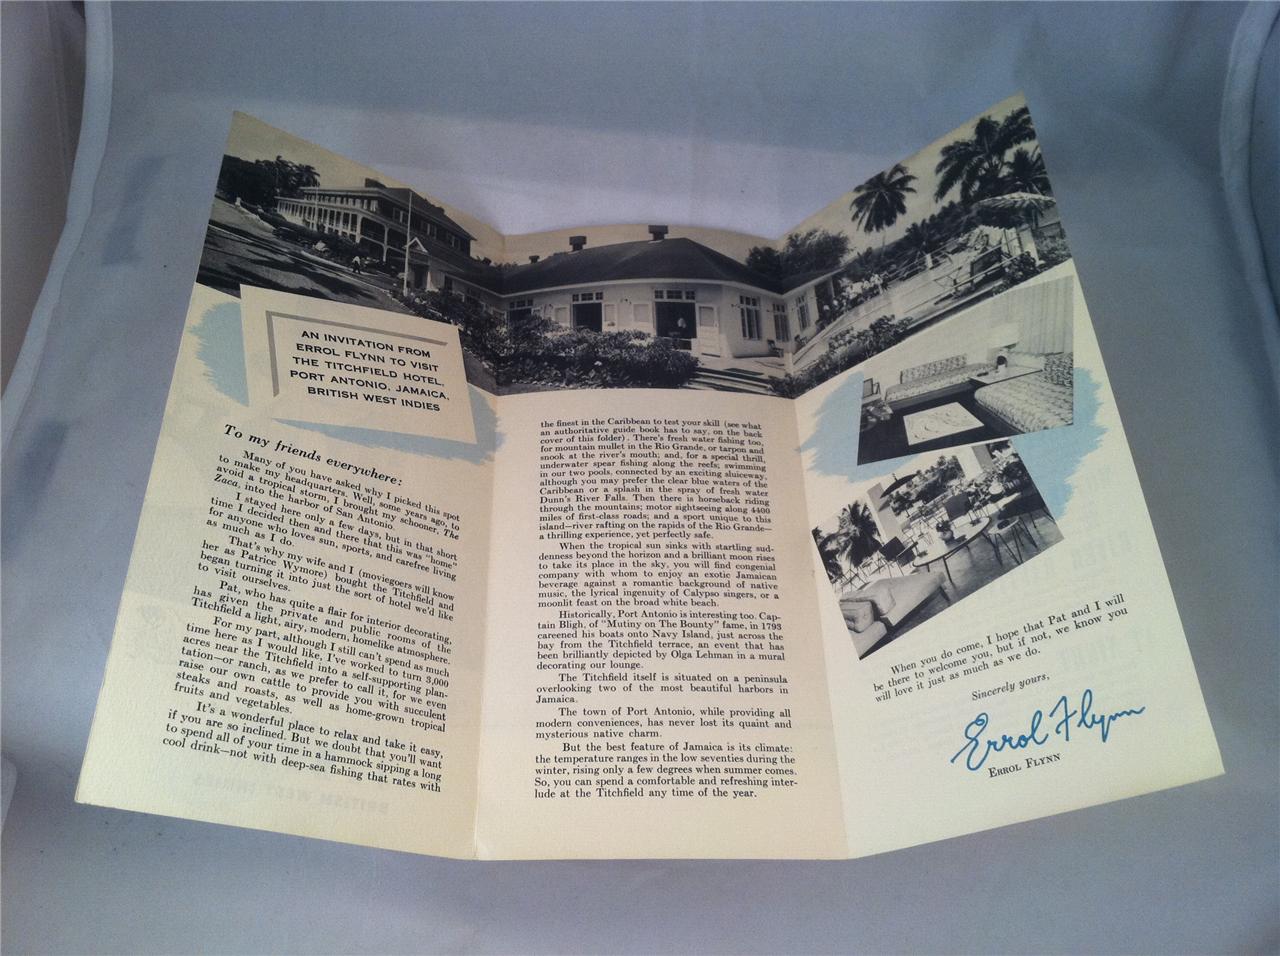 AN INVITATION FROM
ERROL FLYNN TO VISIT
THE TITCHFIELD HOTEL,
PORT ANTONIO, JAMAICA,
BRITISH WEST INDIES
To my friends everywhere:
Many of you have asked why I picked this spot
to make my headquarters. Well, some years ago, to
avoid a tropical storm, I brought my schooner, The
Zaca, into the harbor of San Antonio.
I stayed here only a few days, but in that short
time I decided then and there that this was "home"
for anyone who loves sun, sports, and carefree living
as much as I do.
That's why my wife and I (moviegoers will know
her as Patrice Wymore) bought the Titchfield and
began turning it into just the sort of hotel we'd like
to visit ourselves.
Pat, who has quite a flair for interior decorating,
has given the private and public rooms of the
Titchfield a light, airy, modern, homelike atmosphere.
For my part, although I still can't spend as much
time here as I would like, I've worked to turn 3,000
acres near the Titchfield into a self-supporting plan-
tation—or ranch, as we prefer to call it, for we even
raise our own cattle to provide you with succulent
steaks and roasts, as well as home-grown tropical
fruits and vegetables.
It's a wonderful place to relax and take it easy,
if you are so inclined. But we doubt that you'll want
to spend all of your time in a hammock sipping a long
cool drink—not with deep-sea fishing that rates with
the finest in the Caribbean to test your skill (see what
an authoritative guide book has to say, on the back
cover of this folder). There's fresh water fishing too,
for mountain mullet in the Rio Grande, or tarpon and
snook at the river's mouth; and, for a special thrill,
underwater spear fishing along the reefs; swimming
in our two pools, connected by an exciting sluiceway,
although you may prefer the clear blue waters of the
Caribbean or a splash in the spray of fresh water
Dunn's River Falls. Then there is horseback riding
through the mountains; motor sightseeing along 4400
miles of first-class roads; and a sport unique to this
island—river rafting on the rapids of the Rio Grande—
a thrilling experience, yet perfectly safe.
When the tropical sun sinks with startling sud-
denness beyond the horizon and a brilliant moon rises
to take its place in the sky, you will find congenial
company with whom to enjoy an exotic Jamaican
beverage against a romantic background of native
music, the lyrical ingenuity of Calypso singers, or a
moonlit feast on the broad white beach.
Historically, Port Antonio is interesting too. Cap-
tain Bligh, of "Mutiny on The Bounty" fame, in 1793
careened his boats onto Navy Island, just across the
bay from the Titchfield terrace, an event that has
been brilliantly depicted by Olga Lehman in a mural
decorating our lounge.
The Titchfield itself is situated on a peninsula
overlooking two of the most beautiful harbors in
Jamaica.
The town of Port Antonio, while providing all
modern conveniences, has never lost its quaint and
mysterious native charm.
But the best feature of Jamaica is its climate:
the temperature ranges in the low seventies during the
winter, rising only a few degrees when summer comes.
So, you can spend a comfortable and refreshing inter-
lude at the Titchfield any time of the year.
When you do come, I hope that Pat and I will
be there to welcome you, but if not, we know you
will love it just as much as we do.
Sincerely yours,
Errol Flynn
ERROL FLYNN